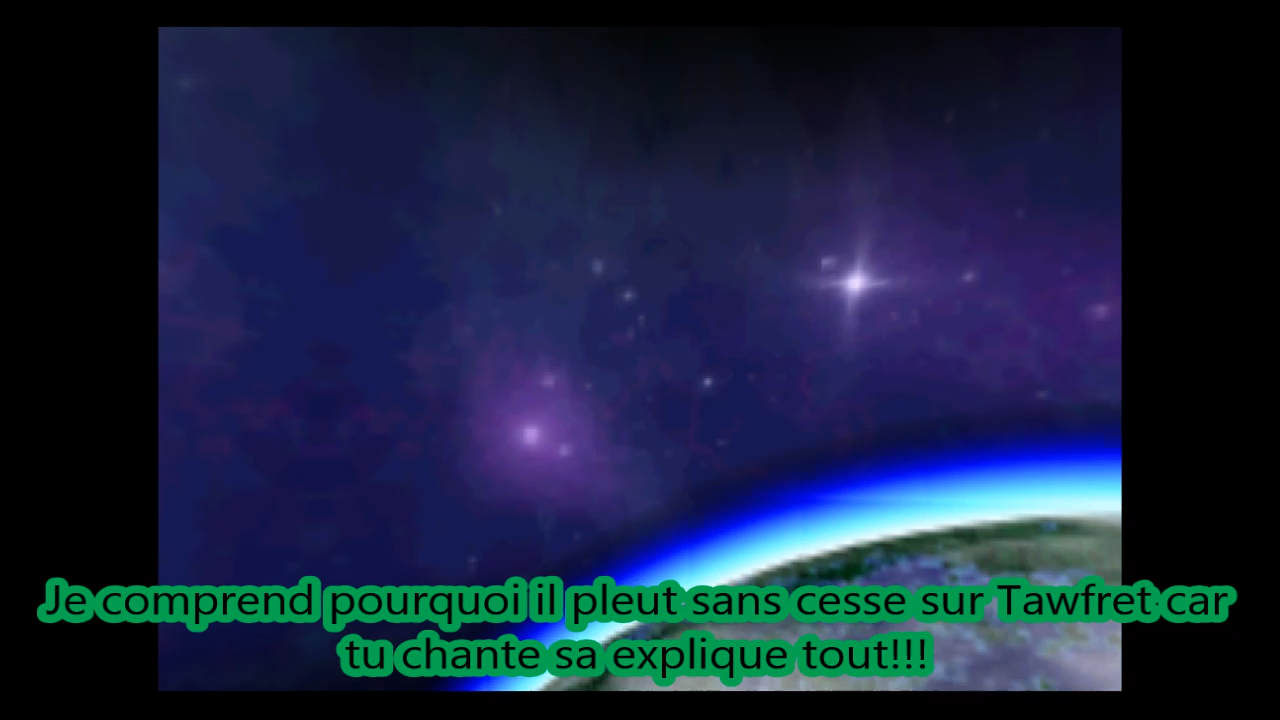 Je comprend pourquoi il pleut sans cesse sur Tawfret car
tu chante sa explique tout!!!